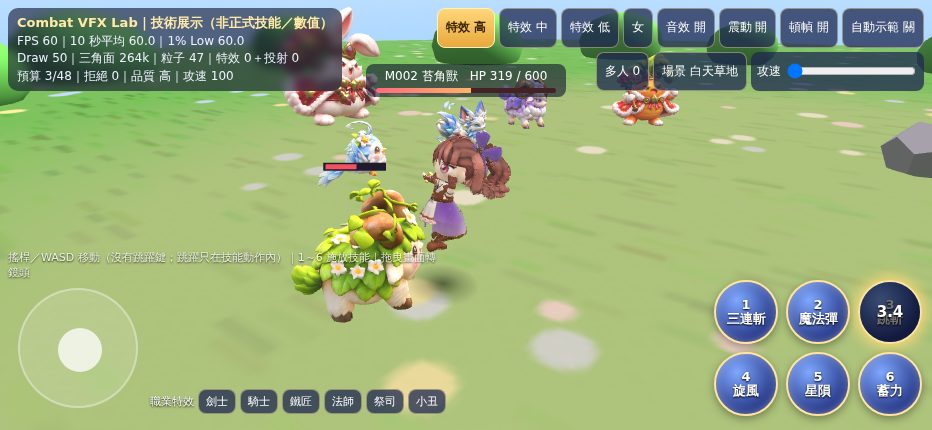 Combat VFX Lab｜技術展示（非正式技能／數值）
FPS 60｜10 秒平均 60.0｜1% Low 60.0
Draw 50｜三角面 264k｜粒子 47｜特效 0＋投射 0
預算 3/48｜拒絕 0｜品質 高｜攻速 100
特效 高
特效 中
特效 低
女
音效 開
震動 開
頓幀 開
自動示範 關
多人 0
場景 白天草地
攻速
M002 苔角獸 HP 319 / 600
搖桿／WASD 移動（沒有跳躍鍵；跳躍只在技能動作內）｜1～6 施放技能｜拖曳畫面轉
鏡頭
1
三連斬
2
魔法彈
3
3.4
4
旋風
5
星隕
6
蓄力
職業特效
劍士
騎士
鐵匠
法師
祭司
小丑